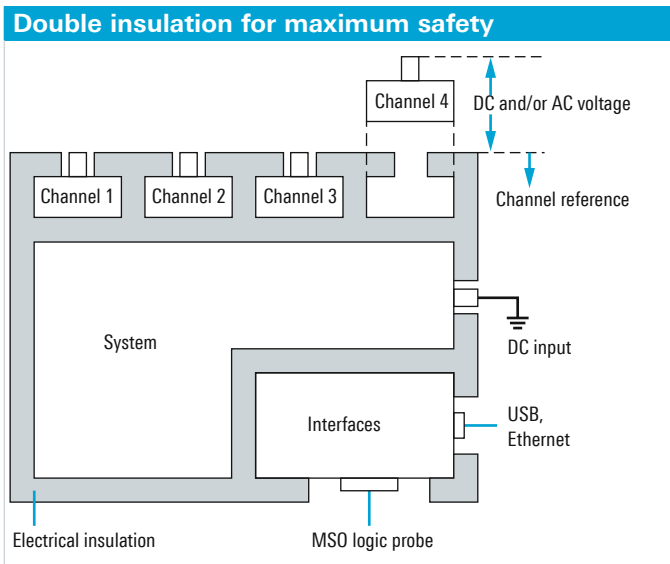 Double insulation for maximum safety
Channel 4
DC and/or AC voltage
Channel 1
Channel 2
Channel 3
Channel reference
System
DC input
Interfaces
USB,
Ethernet
Electrical insulation
MSO logic probe